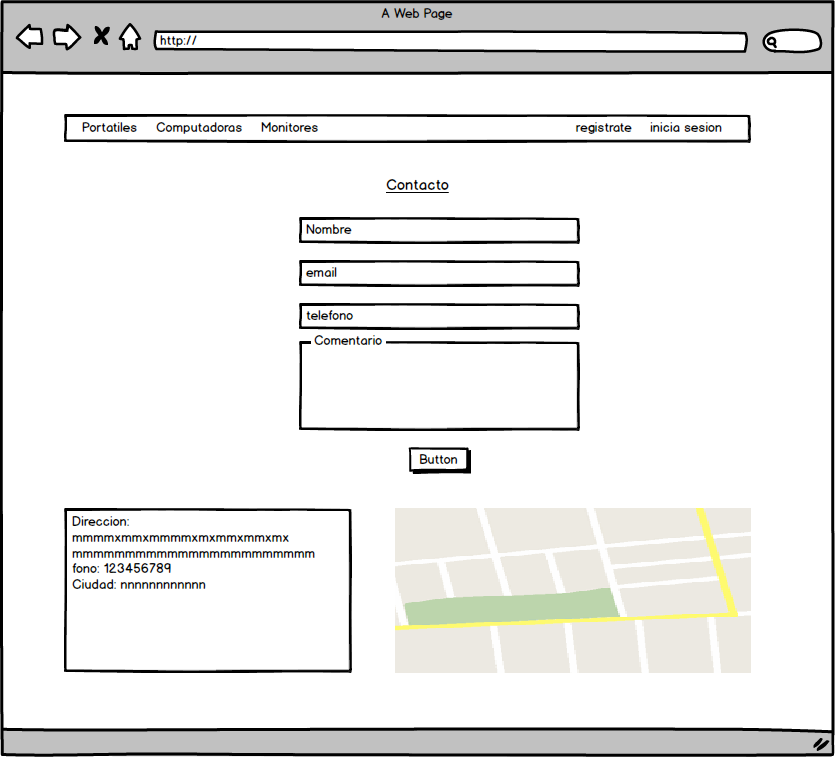 A Web Page
http://
Portatiles Computadoras Monitores registrate inicia sesion
Contacto
Nombre
email
telefono
Comentario
Button
Direccion:
mmmmxmmxmmmmxmxmmxmmxmx
mmmmmmmmmmmmmmmmmmmmmmm
fono: 123456789
Ciudad: nnnnnnnnnnnn